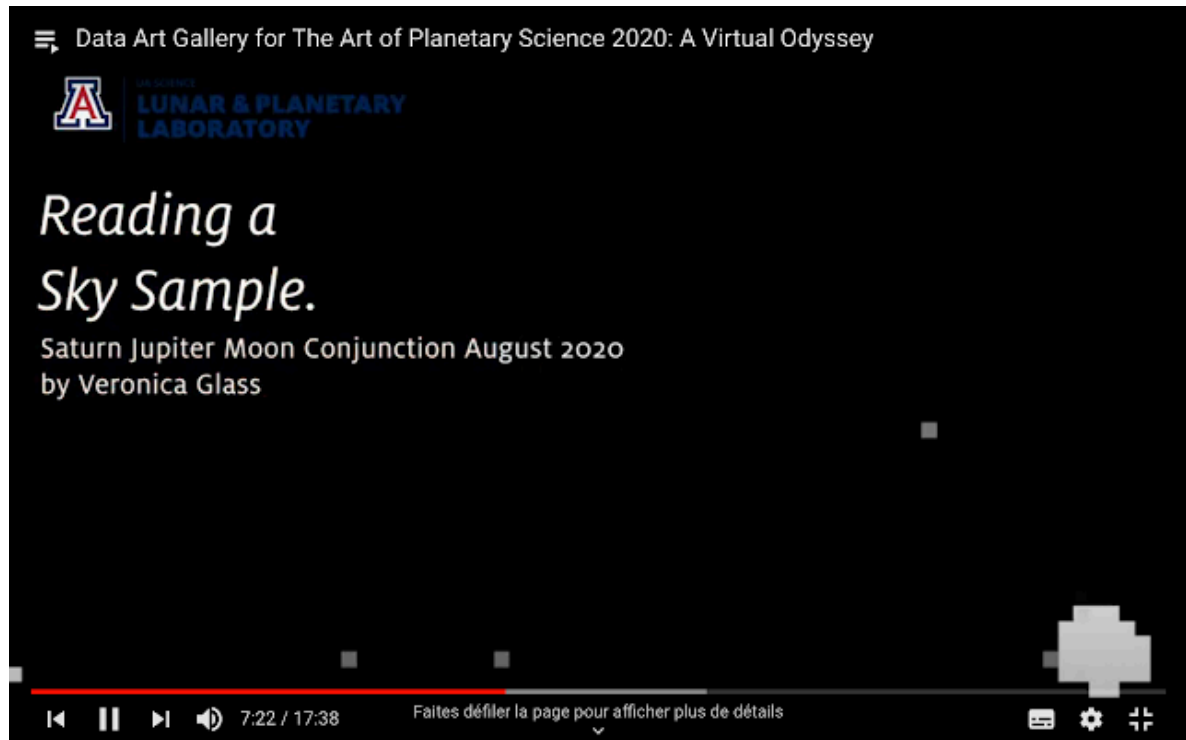 Data Art Gallery for The Art of Planetary Science 2020: A Virtual Odyssey
A
UA SCIENCE
LUNAR & PLANETARY
LABORATORY
Reading a
Sky Sample.
Saturn Jupiter Moon Conjunction August 2020
by Veronica Glass
7:22 / 17:38
Faites défiler la page pour afficher plus de détails